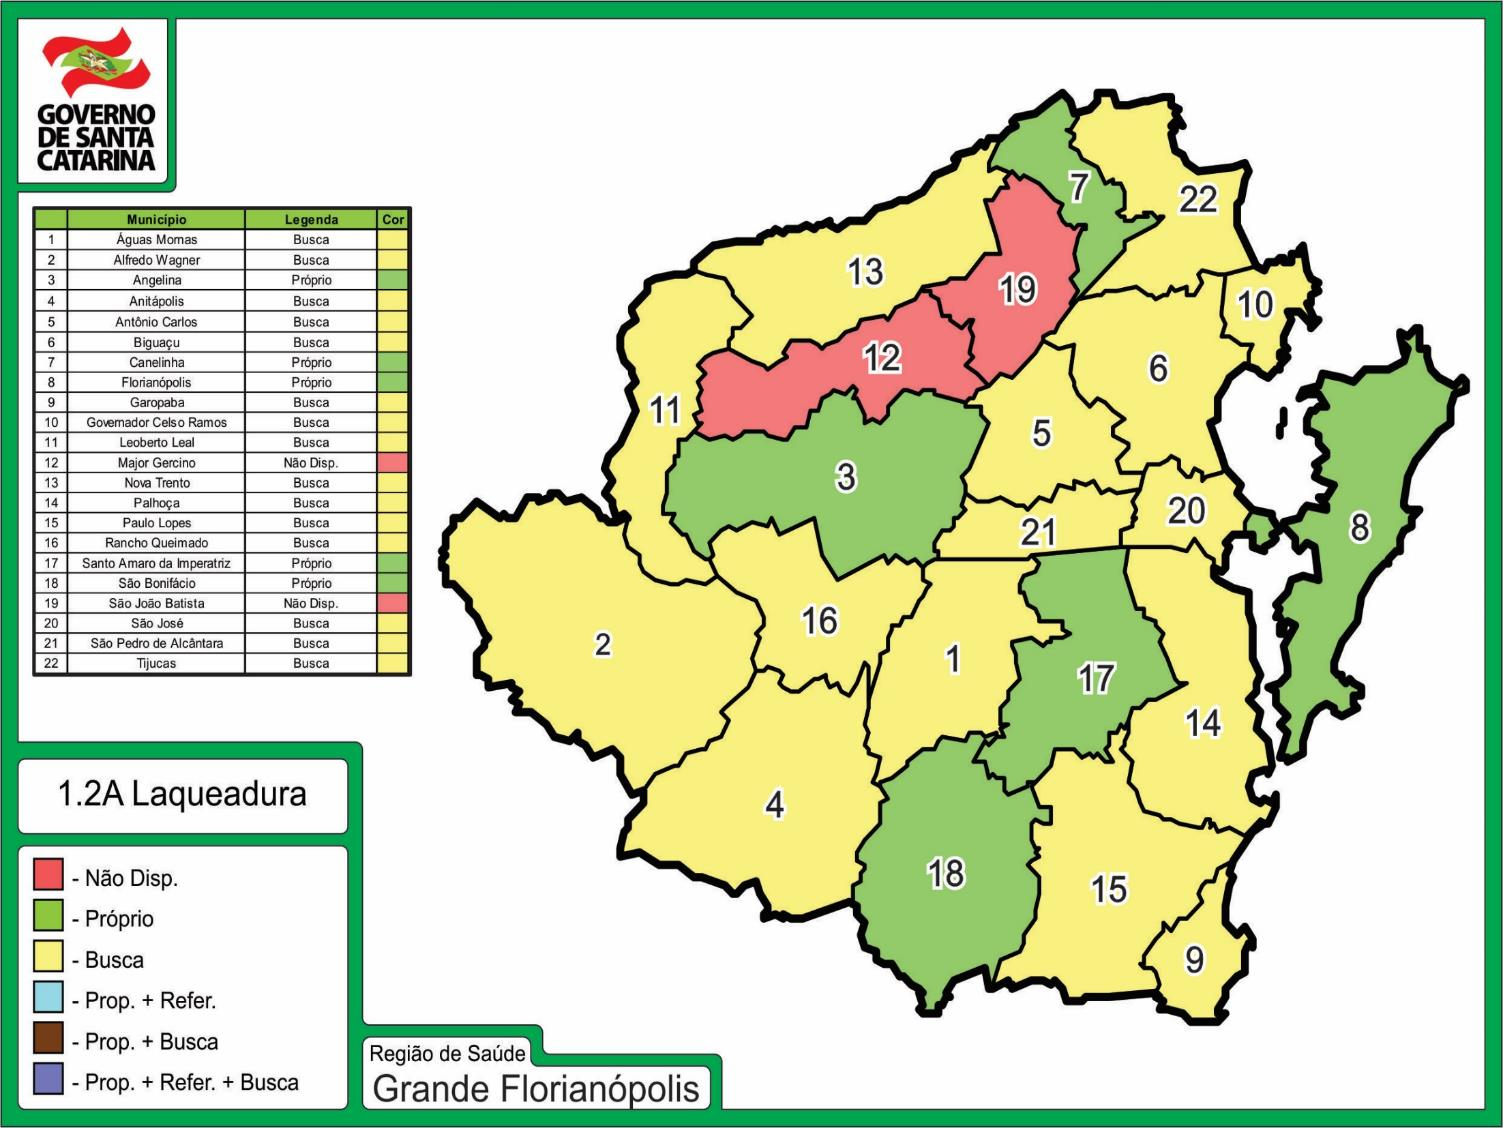 GOVERNO
DE SANTA
CATARINA
Município Legenda Cor
1 Águas Mornas Busca
2 Alfredo Wagner Busca
3 Angelina Próprio
4 Anitápolis Busca
5 Antônio Carlos Busca
6 Biguaçu Busca
7 Canelinha Próprio
8 Florianópolis Próprio
9 Garopaba Busca
10 Governador Celso Ramos Busca
11 Leoberto Leal Busca
12 Major Gercino Não Disp.
13 Nova Trento Busca
14 Palhoça Busca
15 Paulo Lopes Busca
16 Rancho Queimado Busca
17 Santo Amaro da Imperatriz Próprio
18 São Bonifácio Próprio
19 São João Batista Não Disp.
20 São José Busca
21 São Pedro de Alcântara Busca
22 Tijucas Busca
7
22
13
19
10
12
6
11
5
3
20
21
8
16
2
1
17
14
4
18
15
9
1.2A Laqueadura
- Não Disp.
- Próprio
- Busca
- Prop. + Refer.
- Prop. + Busca
- Prop. + Refer. + Busca
Região de Saúde
Grande Florianópolis